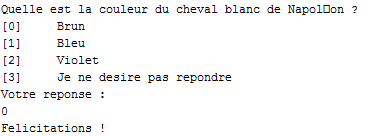 Quelle est la couleur du cheval blanc de Napol□on ?
[0] Brun
[1] Bleu
[2] Violet
[3] Je ne desire pas repondre
Votre reponse :
0
Felicitations !